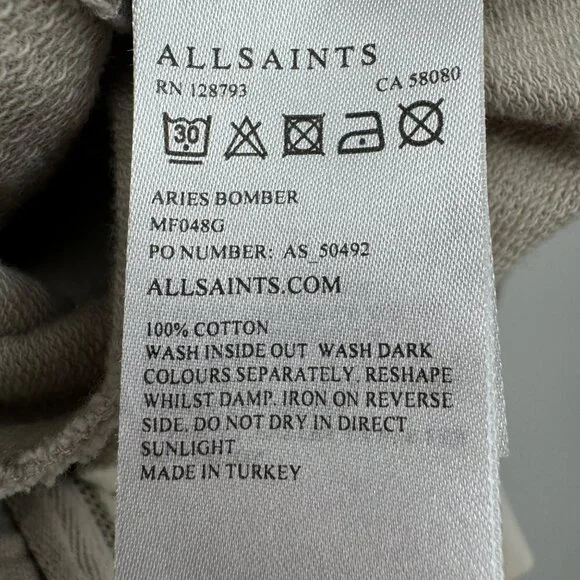 ALLSAINTS
RN 128793 CA 58080
30
ARIES BOMBER
MF048G
PO NUMBER: AS_50492
ALLSAINTS.COM
100% COTTON
WASH INSIDE OUT WASH DARK
COLOURS SEPARATELY, RESHAPE
WHILST DAMP. IRON ON REVERSE
SIDE, DO NOT DRY IN DIRECT
SUNLIGHT
MADE IN TURKEY